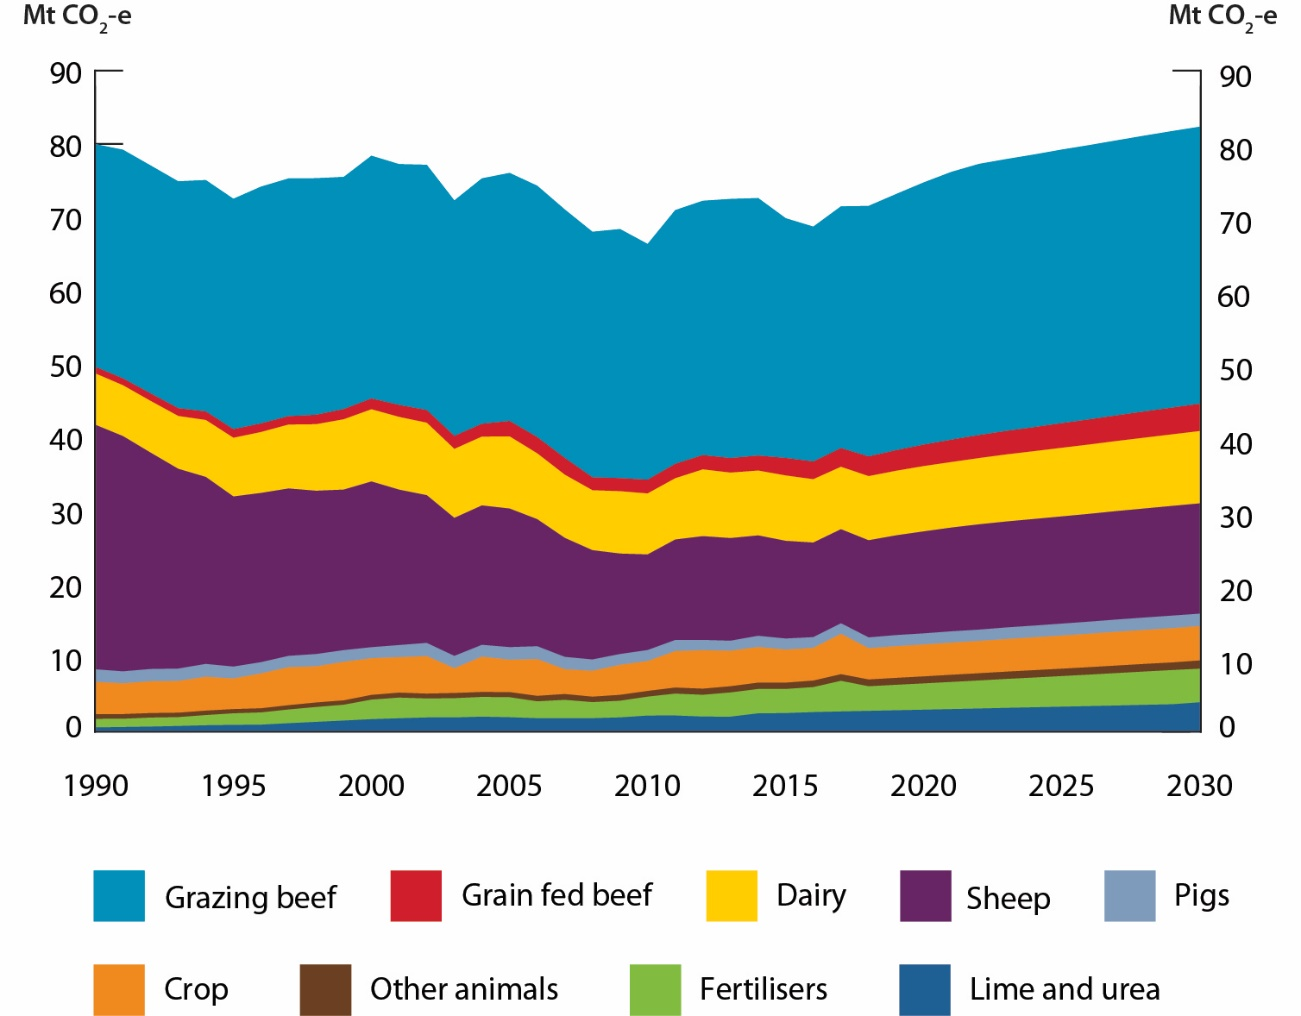 Mt CO₂-e Mt CO₂-e
90 90
80 80
70 70
60 60
50 50
40 40
30 30
20 20
10 10
0 0
1990 1995 2000 2005 2010 2015 2020 2025 2030
Grazing beef Grain fed beef Dairy Sheep Pigs
Crop Other animals Fertilisers Lime and urea